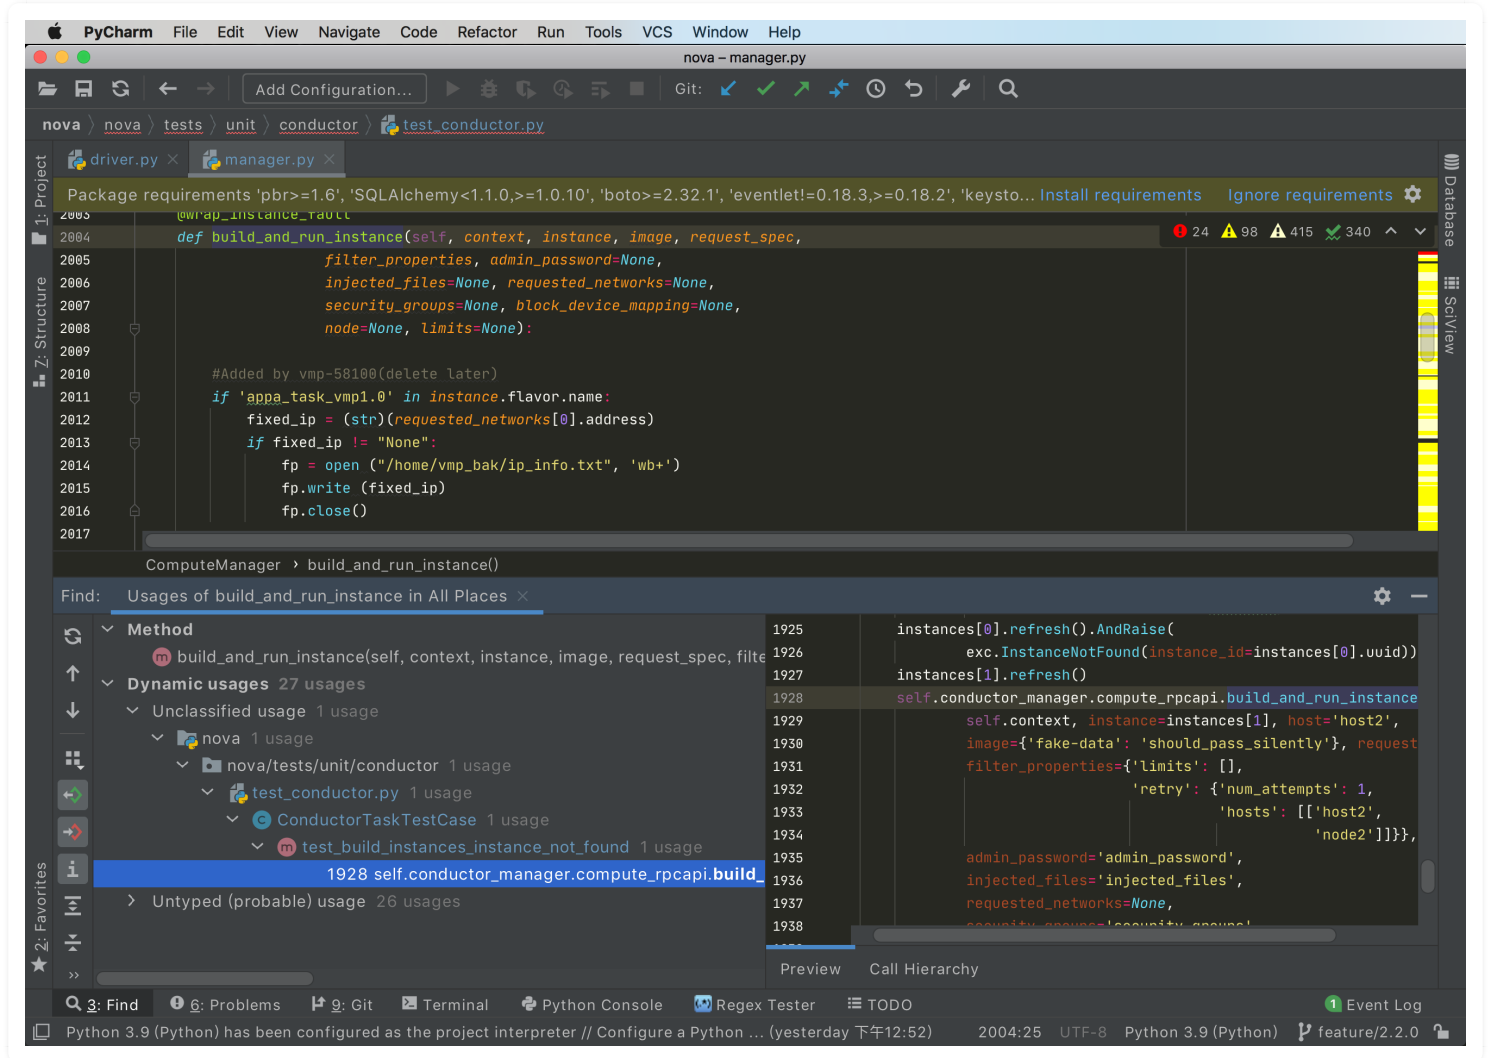 PyCharm File Edit View Navigate Code Refactor Run Tools VCS Window Help
nova – manager.py
Add Configuration... Git:
nova nova tests unit conductor test_conductor.py
driver.py manager.py
Package requirements 'pbr>=1.6', 'SQLAlchemy<1.1.0,>=1.0.10', 'boto>=2.32.1', 'eventlet!=0.18.3,>=0.18.2', 'keysto... Install requirements Ignore requirements
1: Project
Z: Structure
2: Favorites
Database
SciView
24 98 415 340
2003 @wrap_instance_fault
2004 def build_and_run_instance(self, context, instance, image, request_spec,
2005 filter_properties, admin_password=None,
2006 injected_files=None, requested_networks=None,
2007 security_groups=None, block_device_mapping=None,
2008 node=None, limits=None):
2009
2010 #Added by vmp-58100(delete later)
2011 if 'appa_task_vmp1.0' in instance.flavor.name:
2012 fixed_ip = (str)(requested_networks[0].address)
2013 if fixed_ip != "None":
2014 fp = open ("/home/vmp_bak/ip_info.txt", 'wb+')
2015 fp.write (fixed_ip)
2016 fp.close()
2017
ComputeManager › build_and_run_instance()
Find: Usages of build_and_run_instance in All Places
Method
build_and_run_instance(self, context, instance, image, request_spec, filte
Dynamic usages 27 usages
Unclassified usage 1 usage
nova 1 usage
nova/tests/unit/conductor 1 usage
test_conductor.py 1 usage
ConductorTaskTestCase 1 usage
test_build_instances_instance_not_found 1 usage
1928 self.conductor_manager.compute_rpcapi.build_
Untyped (probable) usage 26 usages
1925 instances[0].refresh().AndRaise(
1926 exc.InstanceNotFound(instance_id=instances[0].uuid))
1927 instances[1].refresh()
1928 self.conductor_manager.compute_rpcapi.build_and_run_instance
1929 self.context, instance=instances[1], host='host2',
1930 image={'fake-data': 'should_pass_silently'}, request
1931 filter_properties={'limits': [],
1932 'retry': {'num_attempts': 1,
1933 'hosts': [['host2',
1934 'node2']]}},
1935 admin_password='admin_password',
1936 injected_files='injected_files',
1937 requested_networks=None,
1938 security_groups='security_groups'
Preview Call Hierarchy
3: Find 6: Problems 9: Git Terminal Python Console Regex Tester TODO 1 Event Log
Python 3.9 (Python) has been configured as the project interpreter // Configure a Python ... (yesterday 下午12:52) 2004:25 UTF-8 Python 3.9 (Python) feature/2.2.0